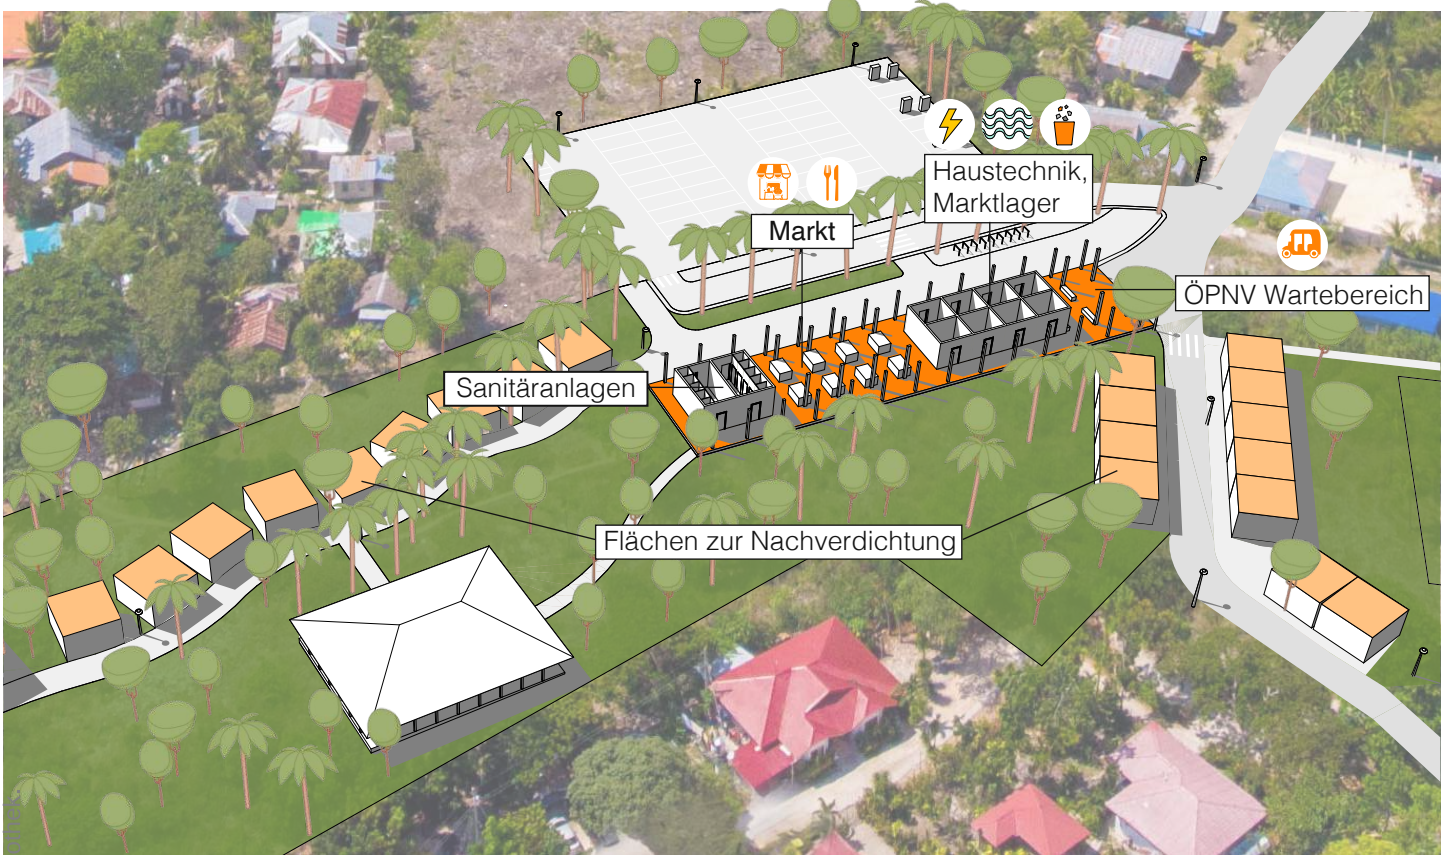 Haustechnik,
Marktlager
Markt
ÖPNV Wartebereich
Sanitäranlagen
Flächen zur Nachverdichtung